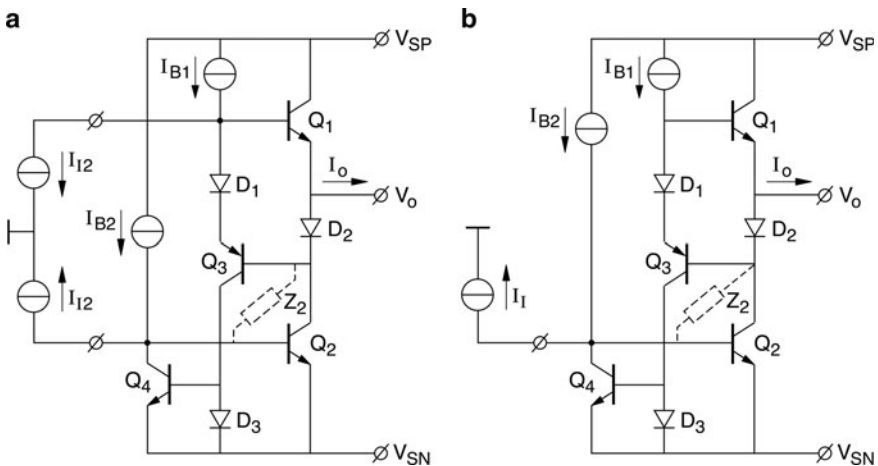 a
V_SP
I_B1
Q_1
I_I2
I_o
V_o
D_1
I_B2
D_2
Q_3
I_I2
Z_2
Q_2
Q_4
D_3
V_SN
b
V_SP
I_B1
I_B2
Q_1
I_o
V_o
D_1
D_2
Q_3
I_I
Z_2
Q_2
Q_4
D_3
V_SN